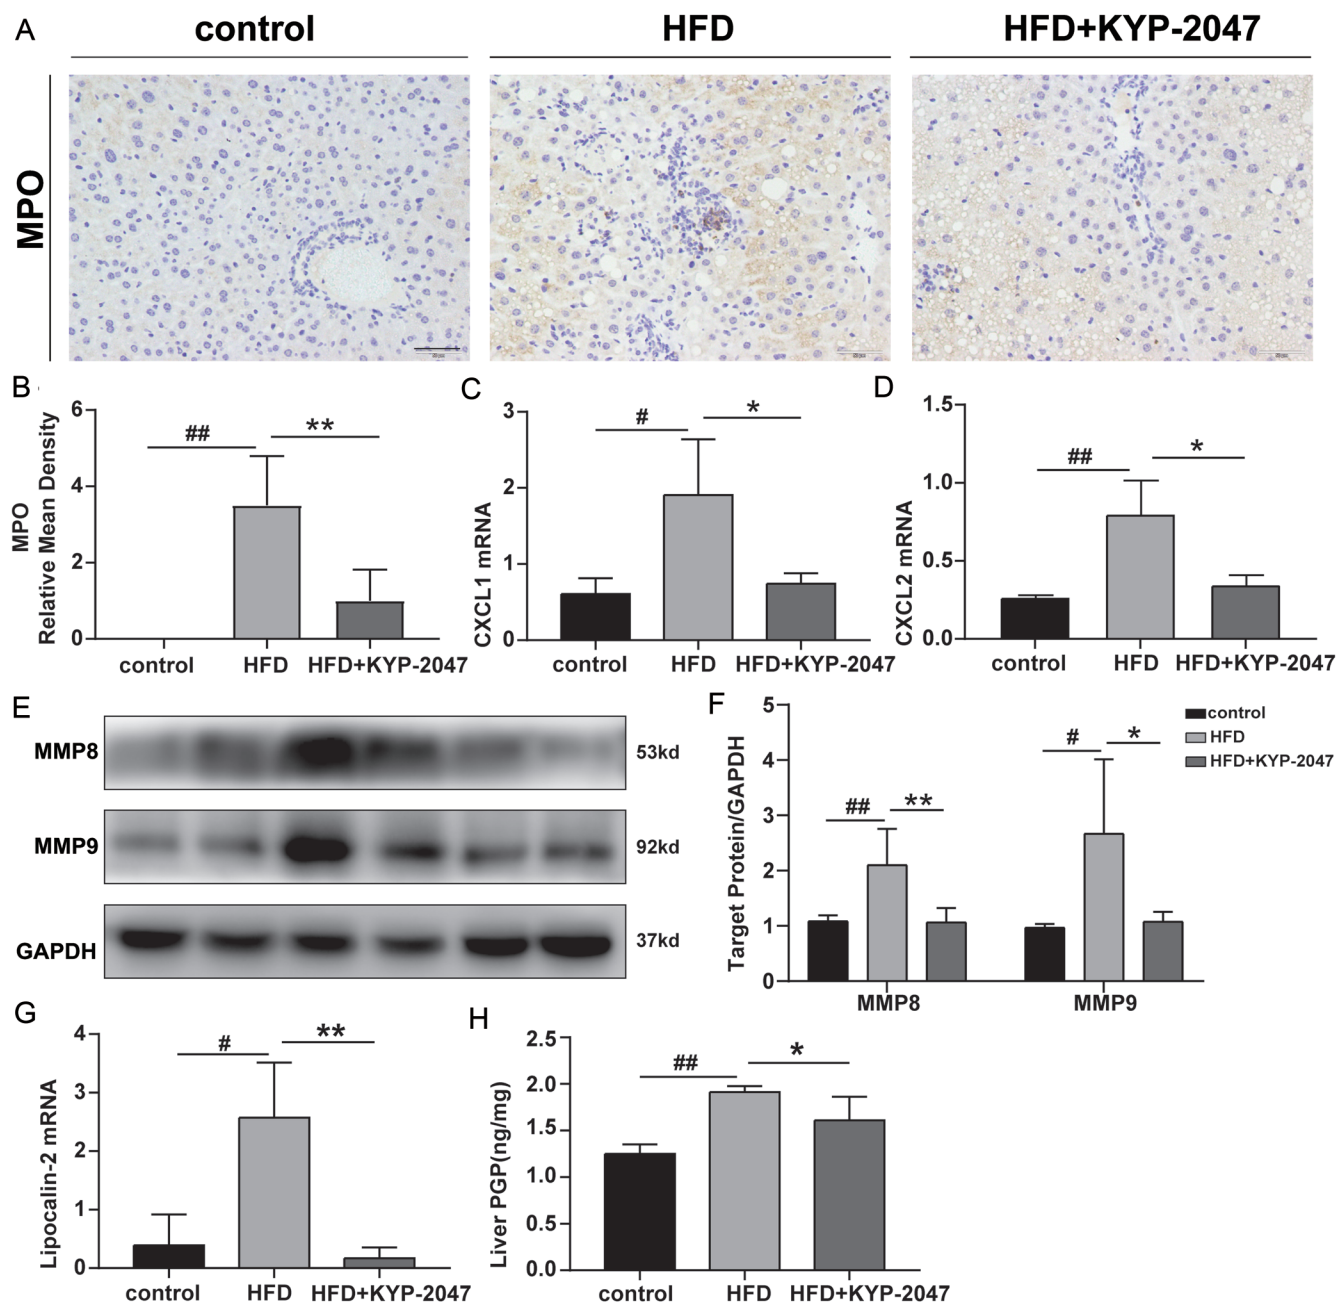 A
control
HFD
HFD+KYP-2047
MPO
B
MPO
Relative Mean Density
6
4
2
0
##
**
control
HFD
HFD+KYP-2047
C
CXCL1 mRNA
3
2
1
0
#
*
control
HFD
HFD+KYP-2047
D
CXCL2 mRNA
1.5
1.0
0.5
0.0
##
*
control
HFD
HFD+KYP-2047
E
MMP8
53kd
MMP9
92kd
GAPDH
37kd
F
Target Protein/GAPDH
5
4
3
2
1
0
##
**
#
*
MMP8
MMP9
control
HFD
HFD+KYP-2047
G
Lipocalin-2 mRNA
4
3
2
1
0
#
**
control
HFD
HFD+KYP-2047
H
Liver PGP(ng/mg)
2.5
2.0
1.5
1.0
0.5
0.0
##
*
control
HFD
HFD+KYP-2047